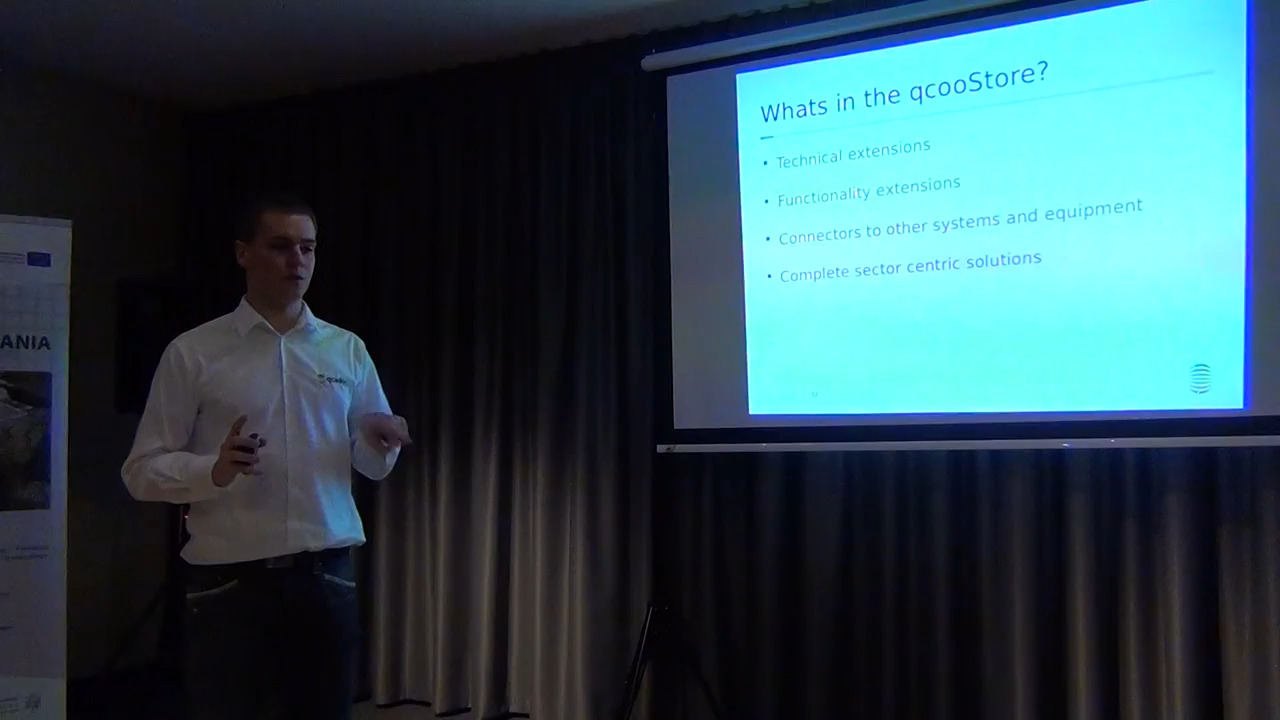 Whats in the qcooStore?
▪ Technical extensions
▪ Functionality extensions
▪ Connectors to other systems and equipment
▪ Complete sector centric solutions
ANIA